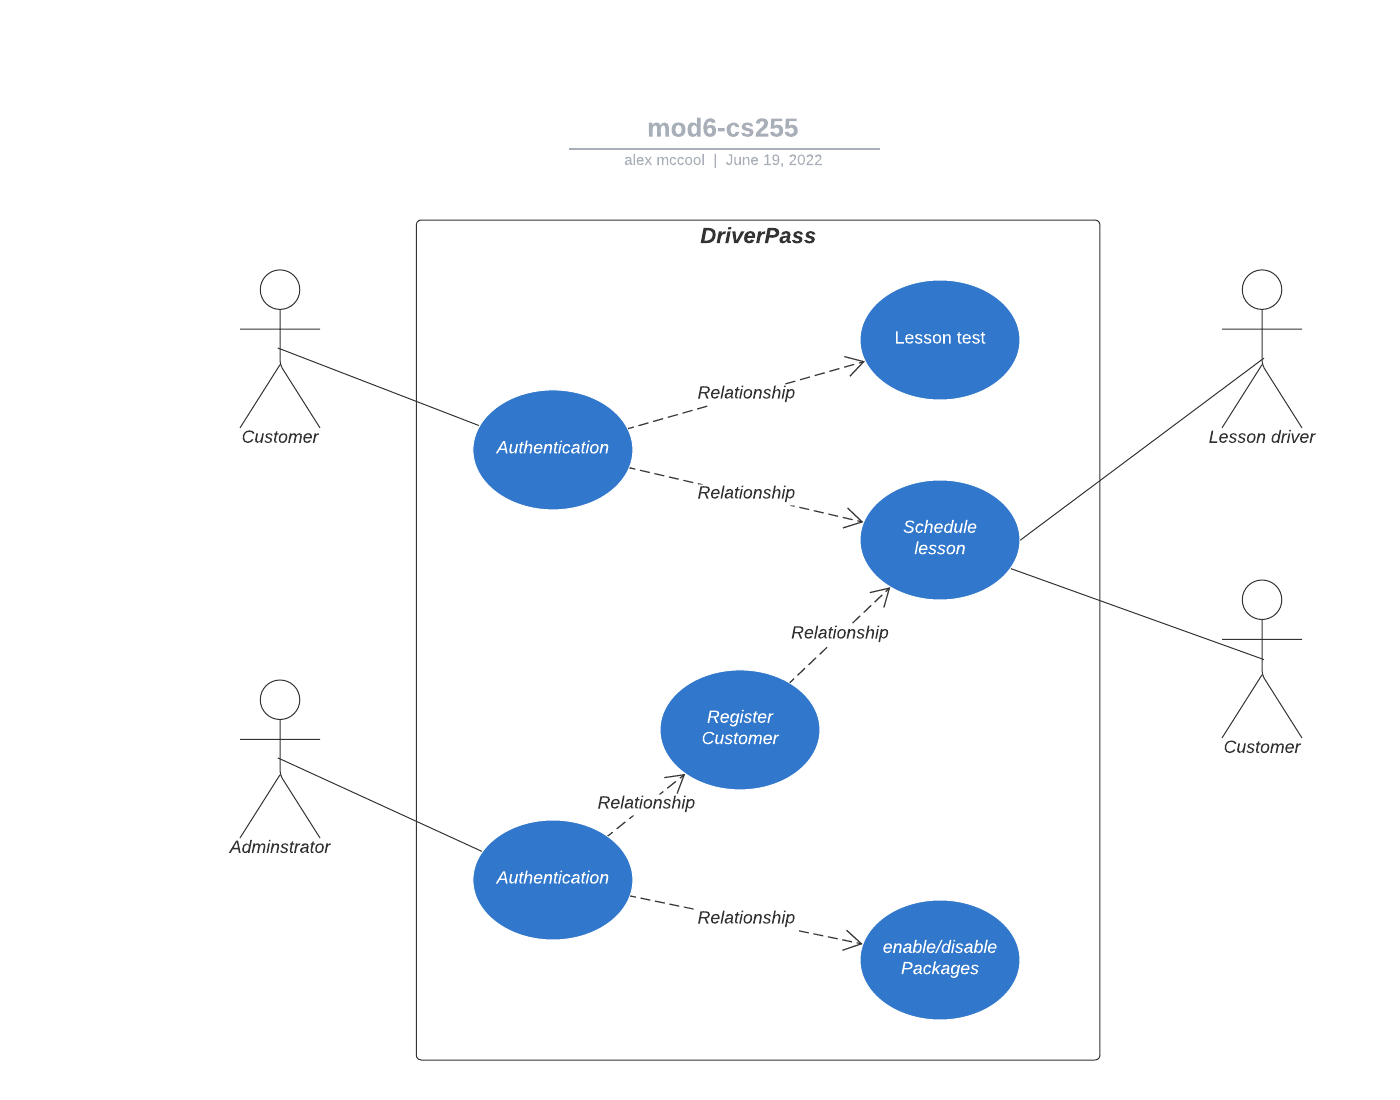 mod6-cs255
alex mccool | June 19, 2022
DriverPass
Lesson test
Relationship
Customer
Lesson driver
Authentication
Relationship
Schedule
lesson
Relationship
Register
Customer
Customer
Relationship
Adminstrator
Authentication
Relationship
enable/disable
Packages